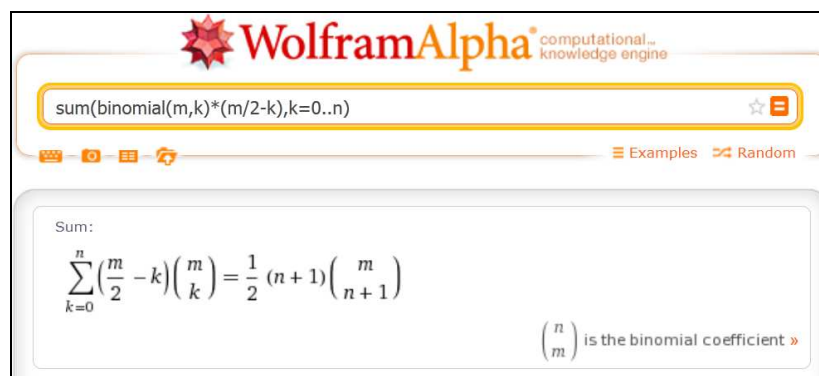 WolframAlpha computational... knowledge engine
sum(binomial(m,k)*(m/2-k),k=0..n)
Examples Random
Sum:
∑_{k=0}^{n} (m/2 − k) (m k) = 1/2 (n + 1) (m n + 1)
(n m) is the binomial coefficient »